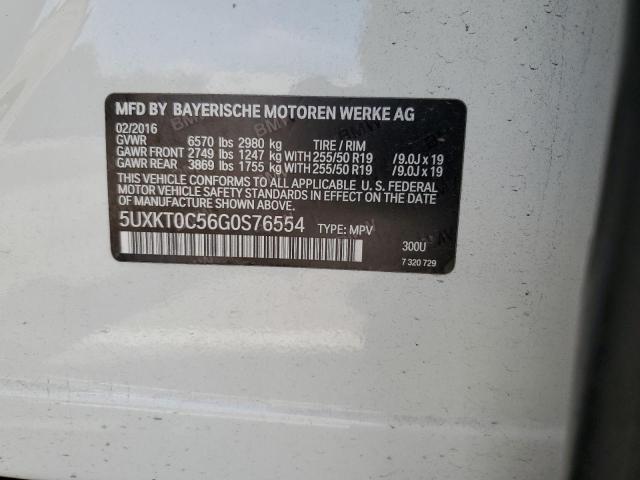 MFD BY BAYERISCHE MOTOREN WERKE AG
02/2016
GVWR 6570 lbs 2980 kg TIRE / RIM
GAWR FRONT 2749 lbs 1247 kg WITH 255/50 R19 /9.0J x 19
GAWR REAR 3869 lbs 1755 kg WITH 255/50 R19 /9.0J x 19
THIS VEHICLE CONFORMS TO ALL APPLICABLE U. S. FEDERAL
MOTOR VEHICLE SAFETY STANDARDS IN EFFECT ON THE DATE
OF MANUFACTURE SHOWN ABOVE.
5UXKT0C56G0S76554 TYPE: MPV
300U
7 320 729